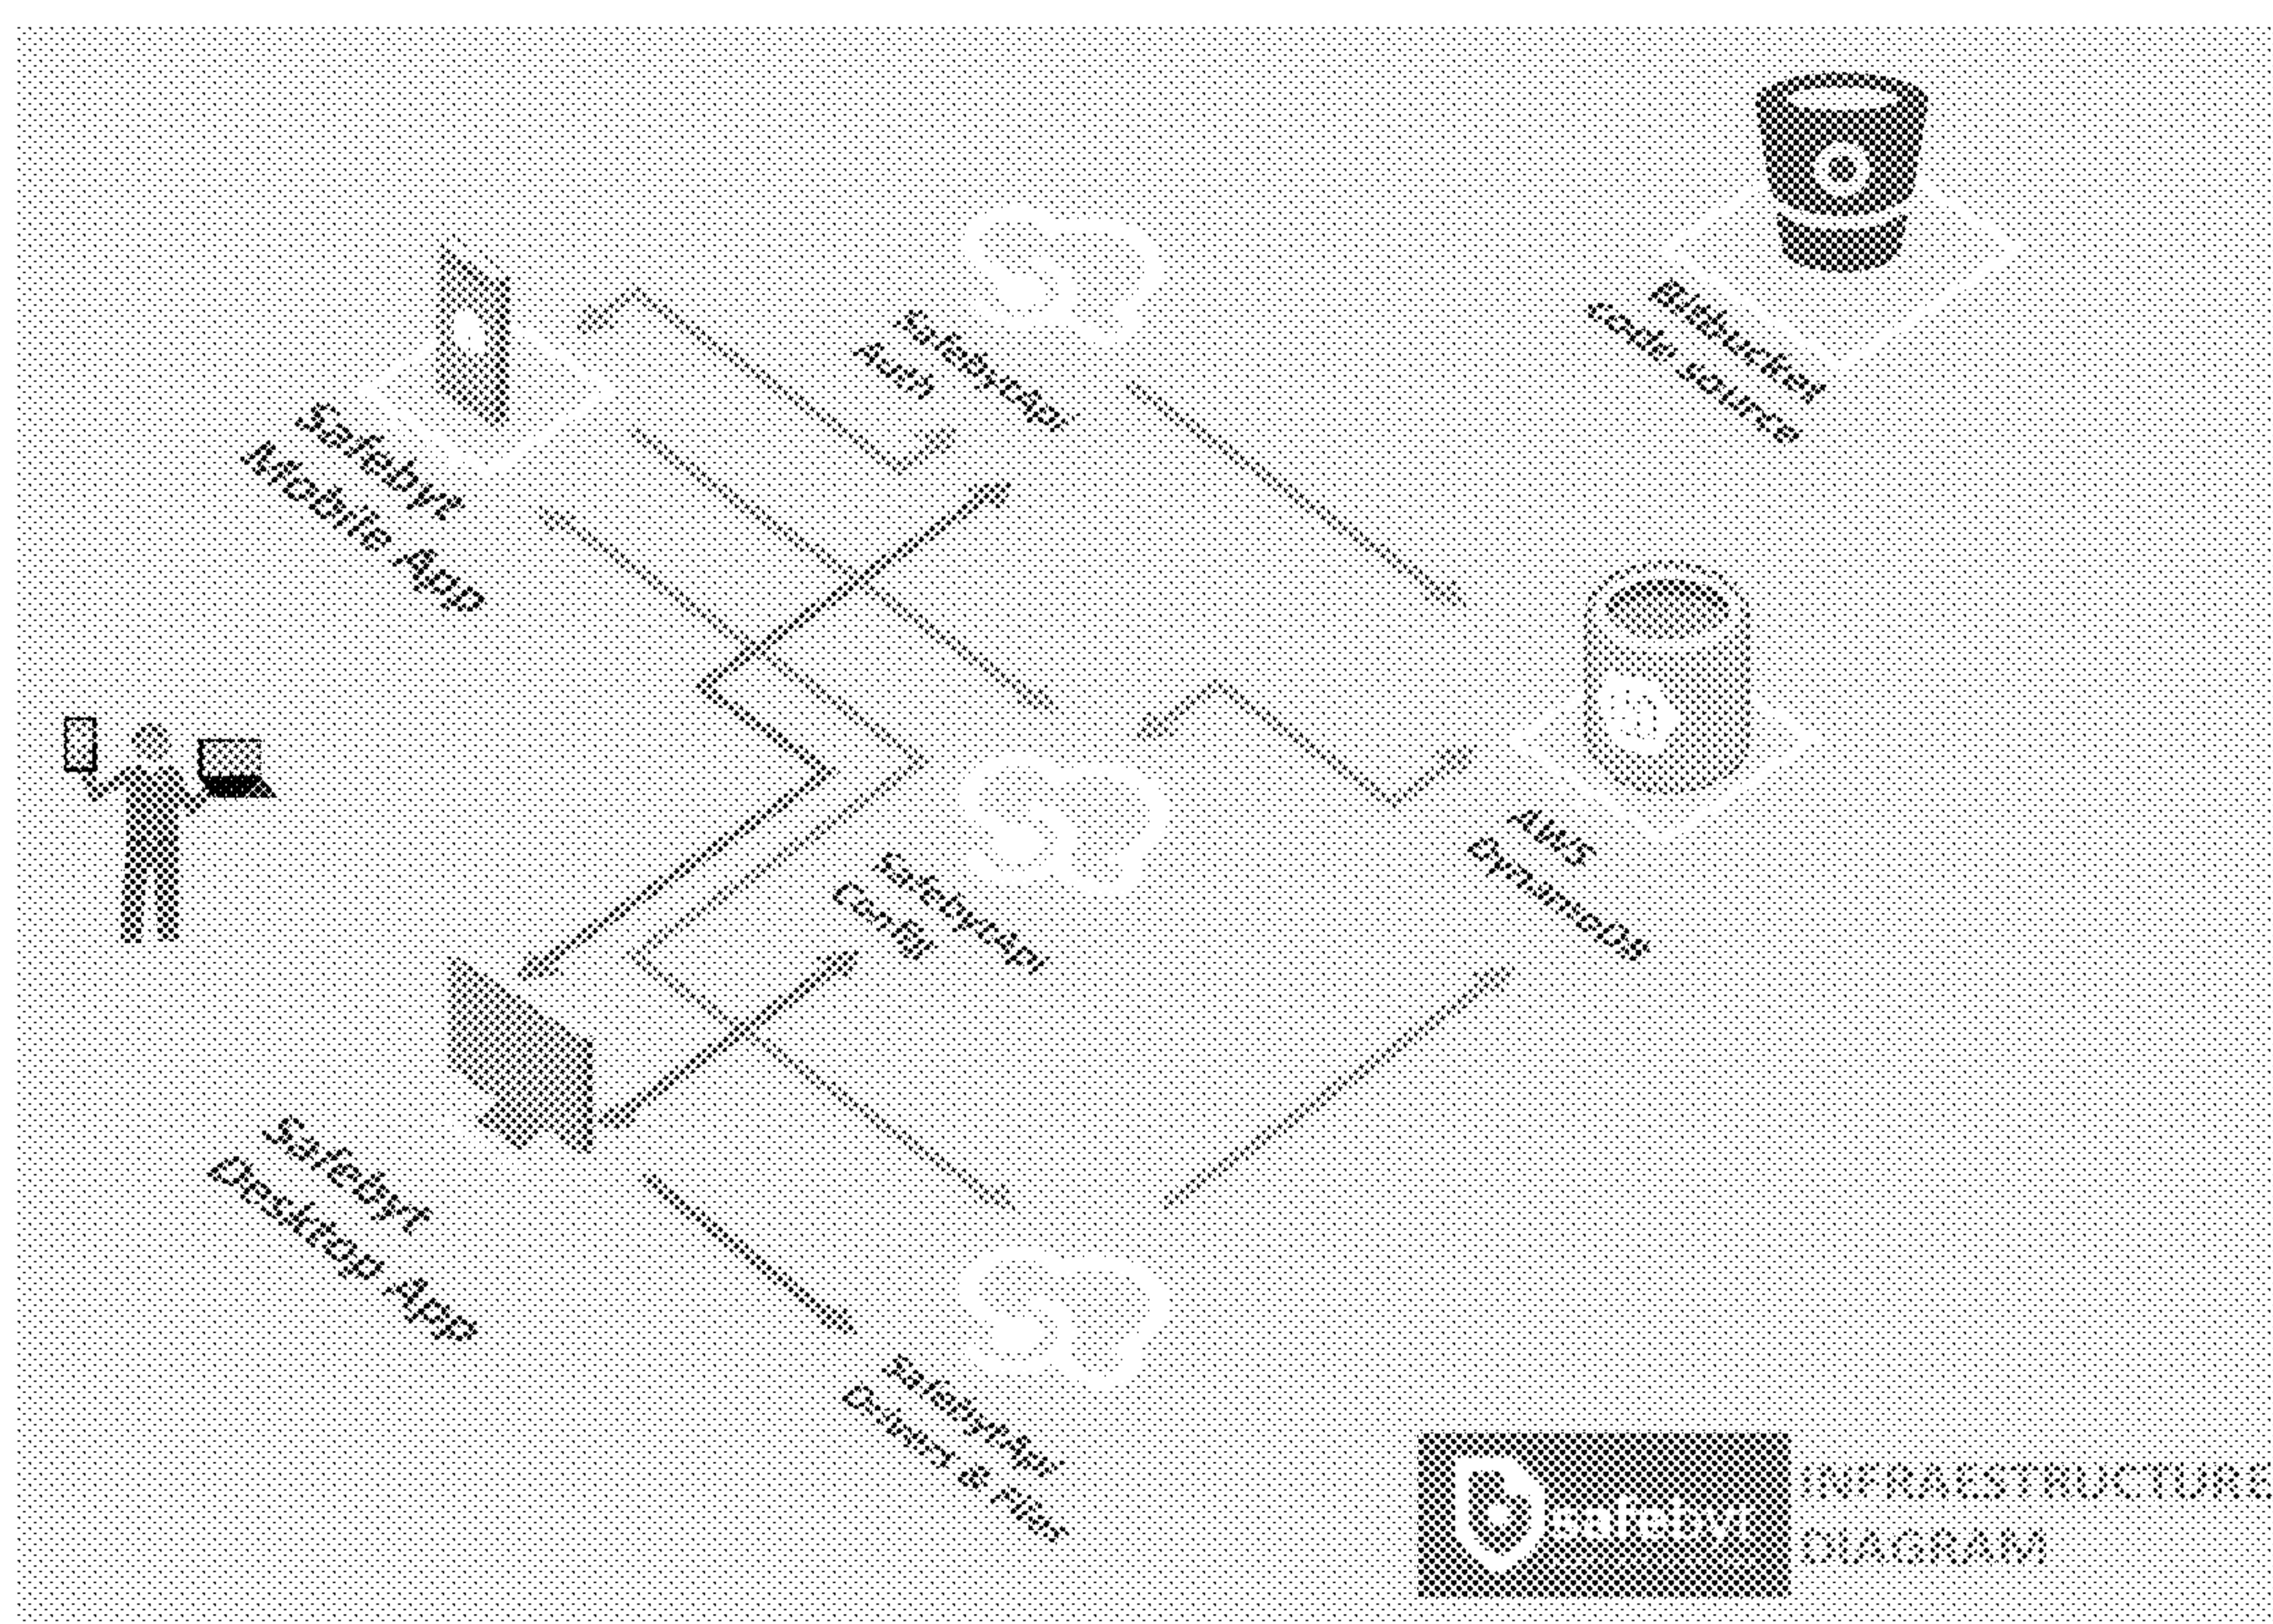 Safebyt
Mobile App
SafebytApi
Auth
Bitbucket
code source
SafebytApi
Config
AWS
DynamoDB
Safebyt
Desktop App
SafebytApi
& Files
safebyt
INFRAESTRUCTURE
DIAGRAM